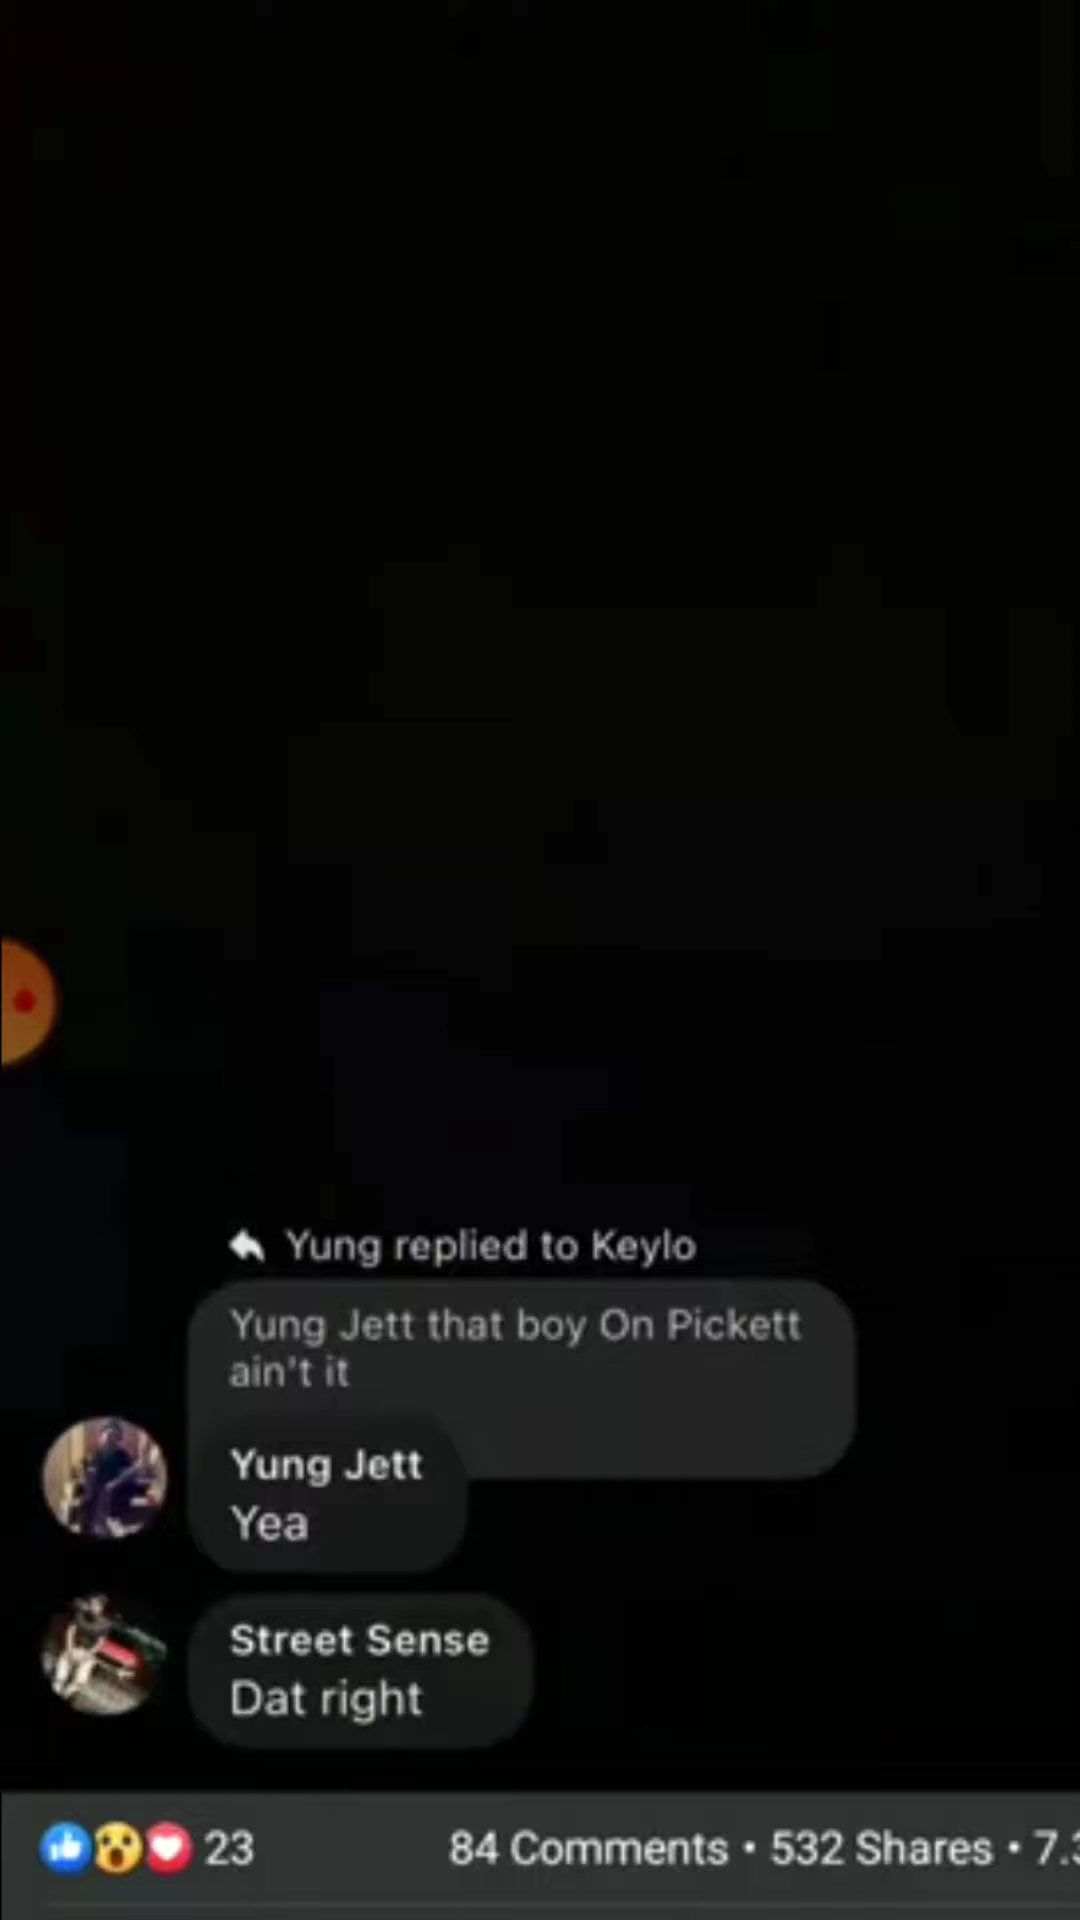 Yung replied to Keylo
Yung Jett that boy On Pickett
ain't it
Yung Jett
Yea
Street Sense
Dat right
23
84 Comments • 532 Shares • 7.3